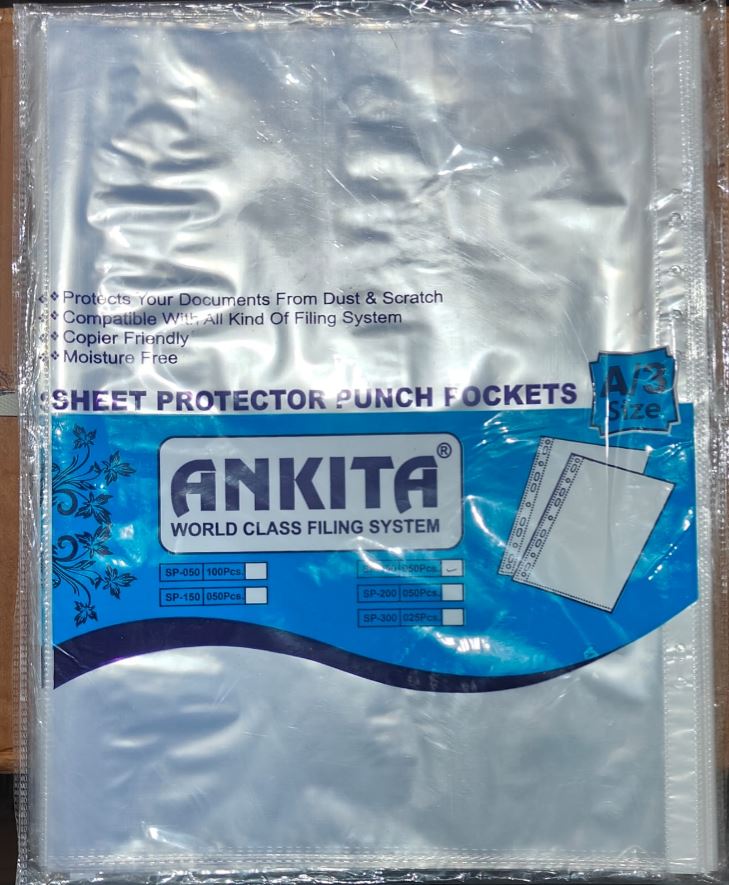 Protects Your Documents From Dust & Scratch
Compatible With All Kind Of Filing System
Copier Friendly
Moisture Free
SHEET PROTECTOR PUNCH POCKETS
A/3
Size
ANKITA®
WORLD CLASS FILING SYSTEM
SP-050 100Pcs.
050Pcs.
SP-150 050Pcs.
SP-200 050Pcs.
SP-300 025Pcs.